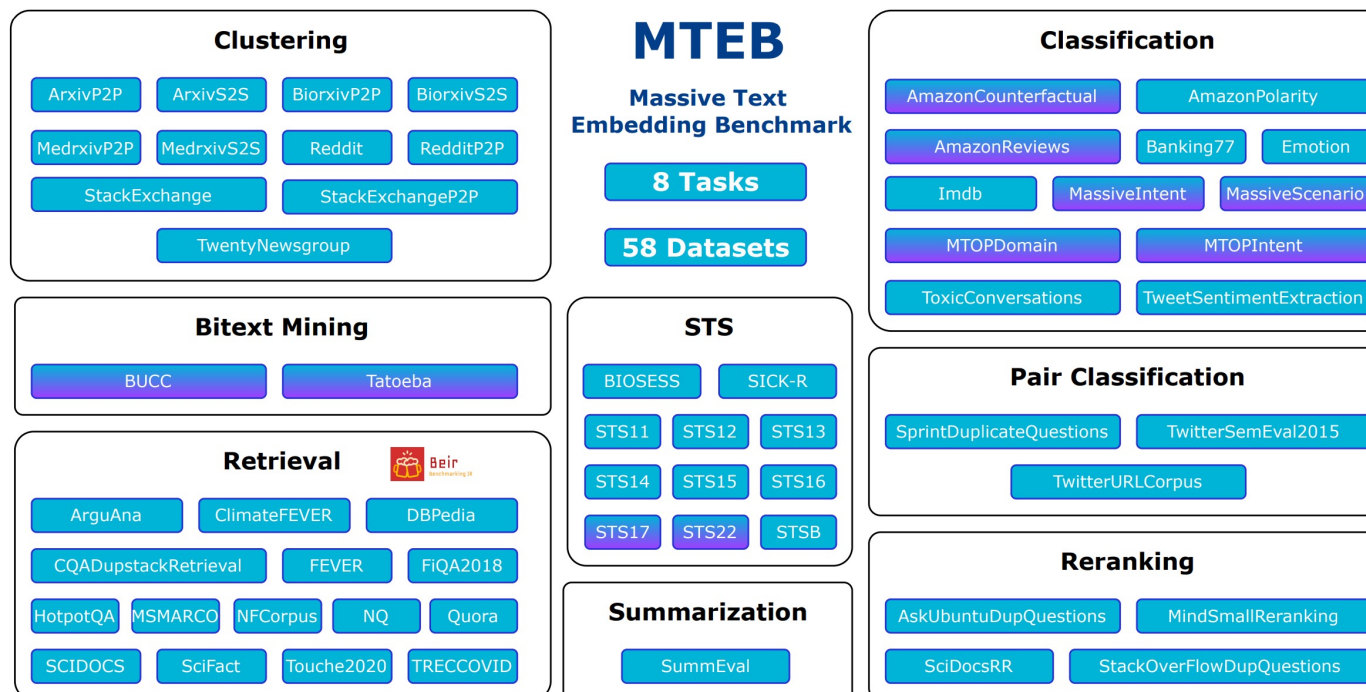 MTEB
Massive Text
Embedding Benchmark
8 Tasks
58 Datasets
Clustering
ArxivP2P ArxivS2S BiorxivP2P BiorxivS2S
MedrxivP2P MedrxivS2S Reddit RedditP2P
StackExchange StackExchangeP2P
TwentyNewsgroup
Bitext Mining
BUCC Tatoeba
Retrieval
Beir
benchmarking IR
ArguAna ClimateFEVER DBPedia
CQADupstackRetrieval FEVER FiQA2018
HotpotQA MSMARCO NFCorpus NQ Quora
SCIDOCS SciFact Touche2020 TRECCOVID
STS
BIOSESS SICK-R
STS11 STS12 STS13
STS14 STS15 STS16
STS17 STS22 STSB
Summarization
SummEval
Classification
AmazonCounterfactual AmazonPolarity
AmazonReviews Banking77 Emotion
Imdb MassiveIntent MassiveScenario
MTOPDomain MTOPIntent
ToxicConversations TweetSentimentExtraction
Pair Classification
SprintDuplicateQuestions TwitterSemEval2015
TwitterURLCorpus
Reranking
AskUbuntuDupQuestions MindSmallReranking
SciDocsRR StackOverFlowDupQuestions